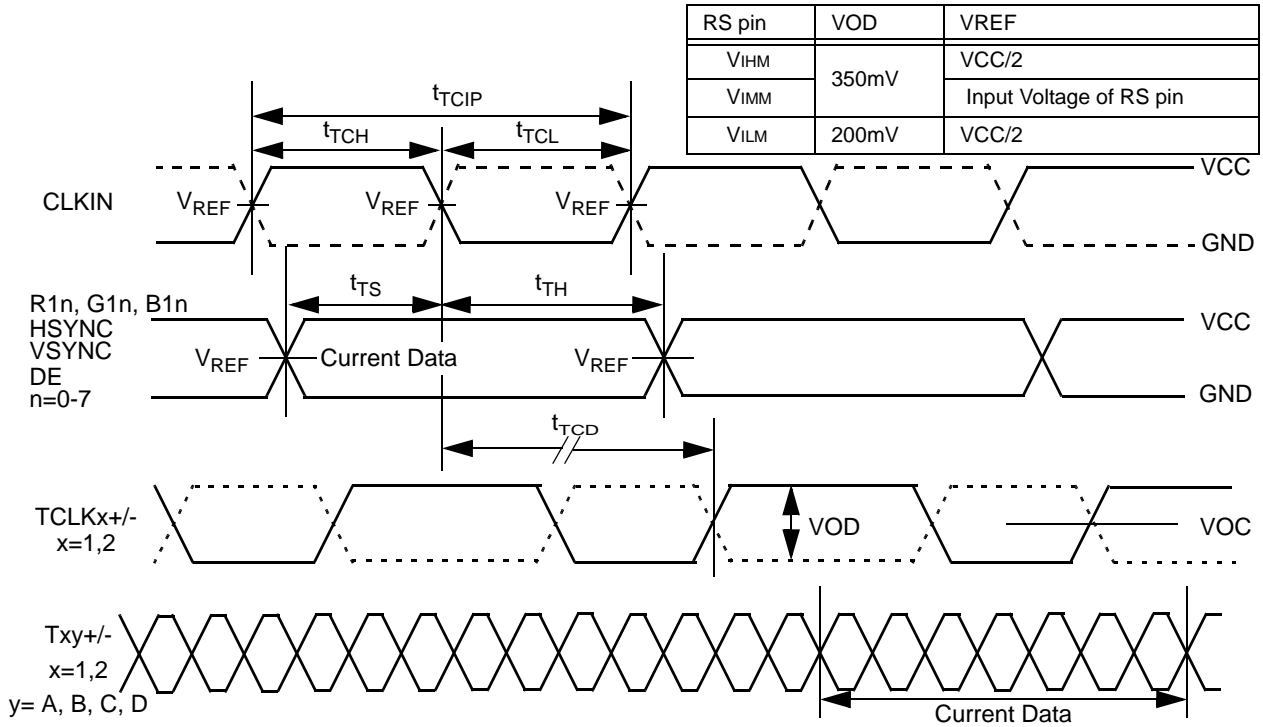 RS pin VOD VREF
VIHM 350mV VCC/2
VIMM Input Voltage of RS pin
VILM 200mV VCC/2
tTCIP
tTCH tTCL
VCC
CLKIN VREF VREF VREF
GND
tTS tTH
R1n, G1n, B1n
HSYNC
VSYNC
DE
n=0-7
VCC
VREF Current Data VREF
GND
tTCD
TCLKx+/-
x=1,2
VOD
VOC
Txy+/-
x=1,2
y= A, B, C, D
Current Data